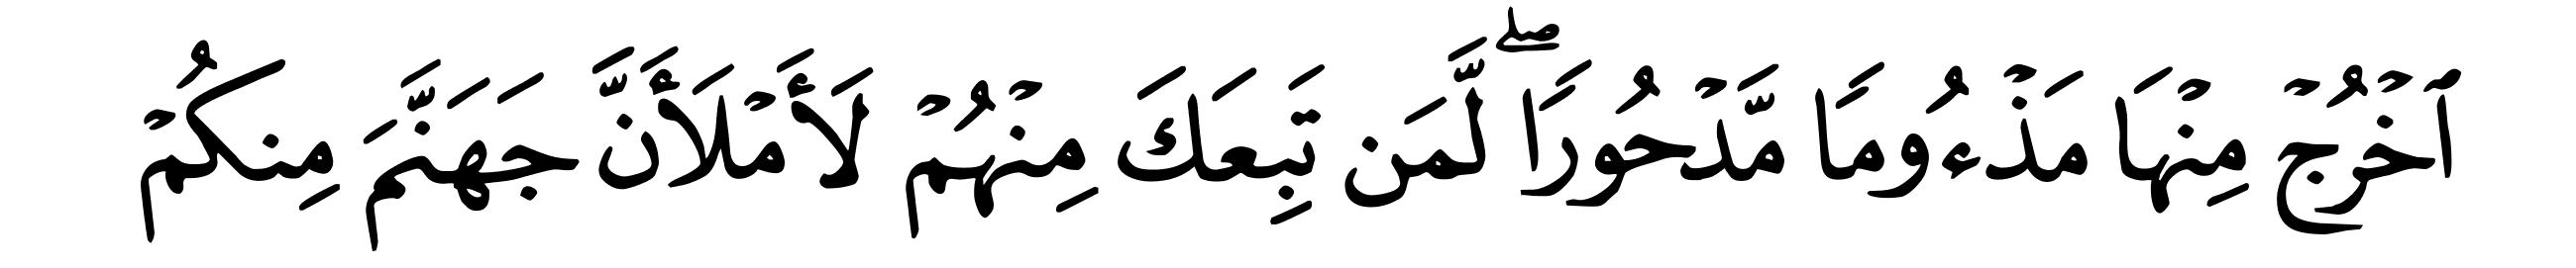 ٱخۡرُجۡ مِنۡهَا مَذۡءُومٗا مَّدۡحُورٗاۖ لَّمَن تَبِعَكَ مِنۡهُمۡ لَأَمۡلَأَنَّ جَهَنَّمَ مِنكُمۡ